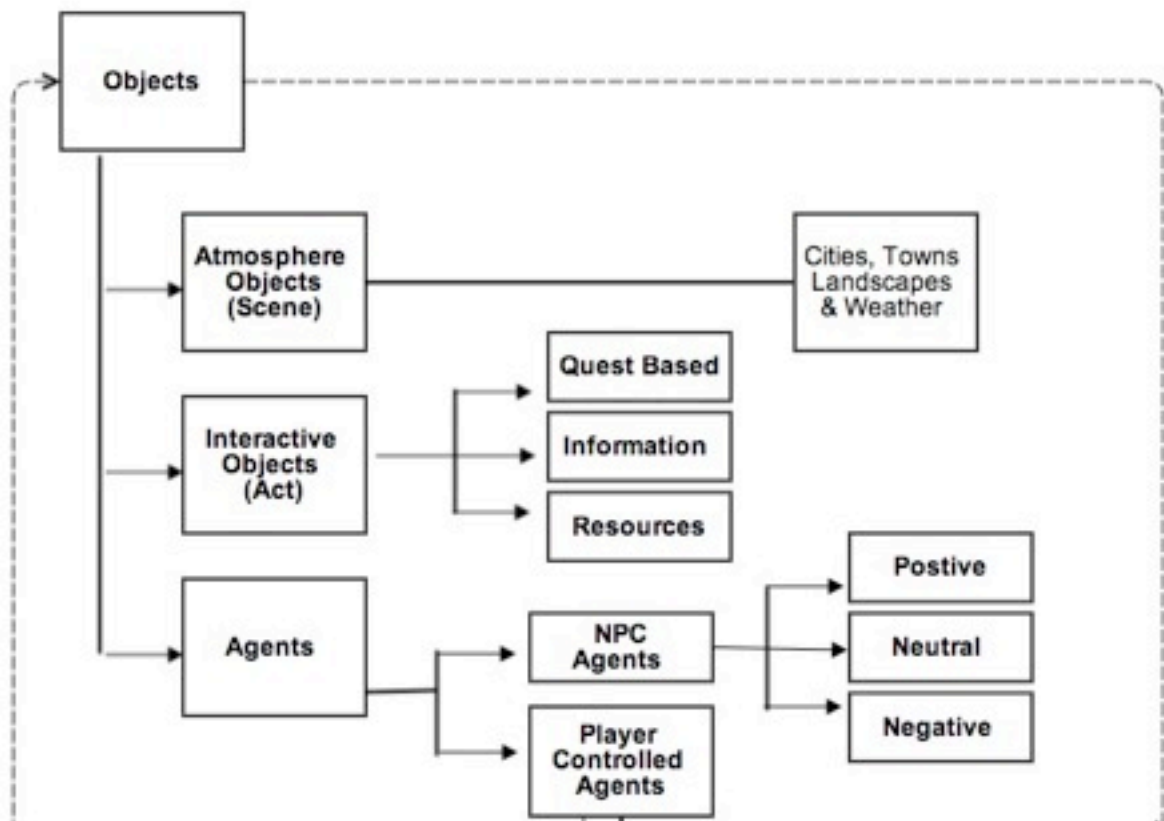 Objects
Atmosphere
Objects
(Scene)
Cities, Towns
Landscapes
& Weather
Quest Based
Interactive
Objects
(Act)
Information
Resources
Postive
Agents
NPC
Agents
Neutral
Negative
Player
Controlled
Agents